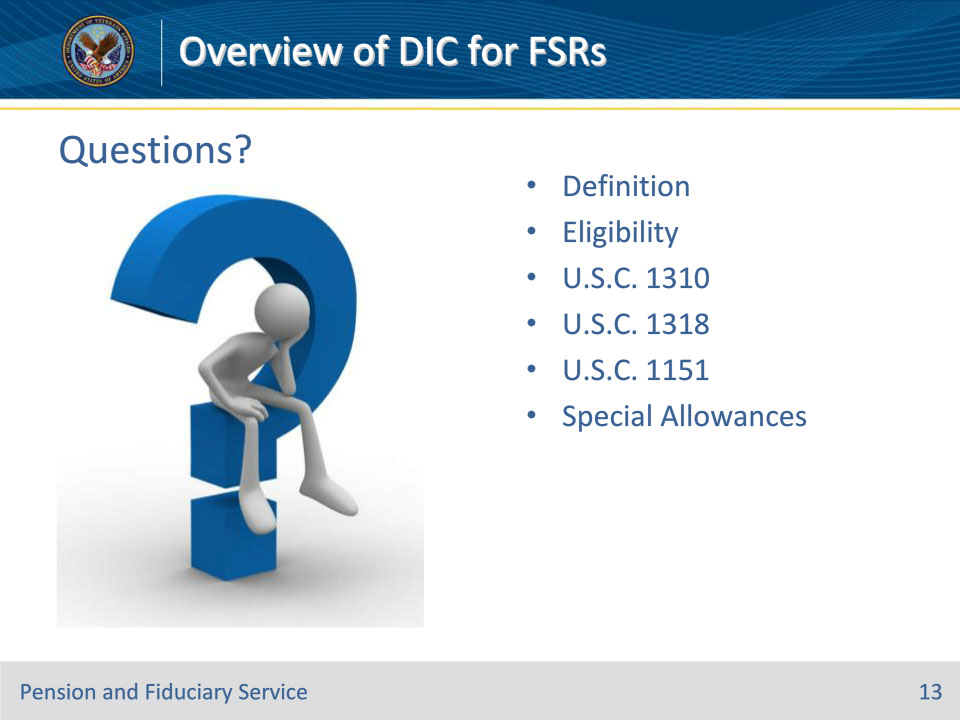 Overview of DIC for FSRs
Questions?
• Definition
• Eligibility
• U.S.C. 1310
• U.S.C. 1318
• U.S.C. 1151
• Special Allowances
Pension and Fiduciary Service
13